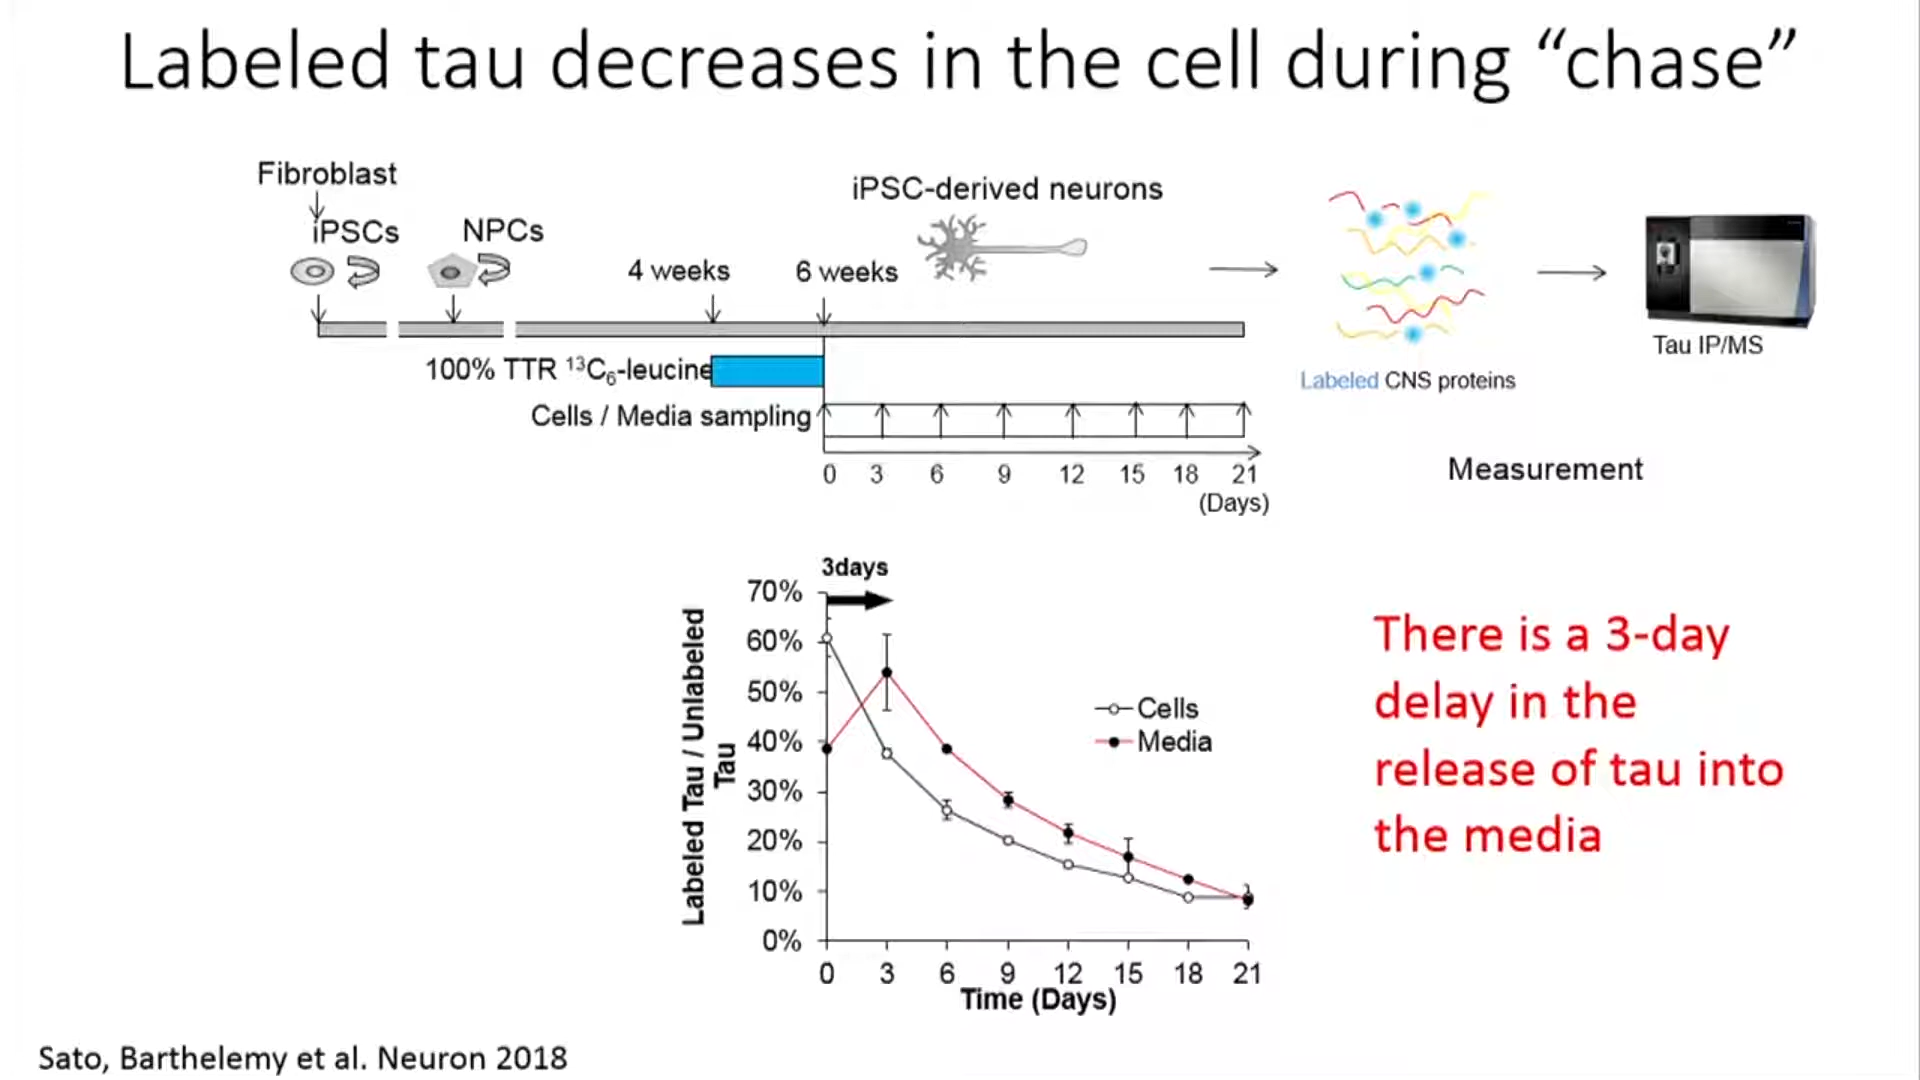 Labeled tau decreases in the cell during “chase”
Fibroblast
iPSCs
NPCs
4 weeks
6 weeks
iPSC-derived neurons
100% TTR ¹³C₆-leucine
Cells / Media sampling
0 3 6 9 12 15 18 21
(Days)
Labeled CNS proteins
Tau IP/MS
Measurement
3days
70%
60%
50%
40%
30%
20%
10%
0%
Labeled Tau / Unlabeled
Tau
Cells
Media
0 3 6 9 12 15 18 21
Time (Days)
There is a 3-day
delay in the
release of tau into
the media
Sato, Barthelemy et al. Neuron 2018